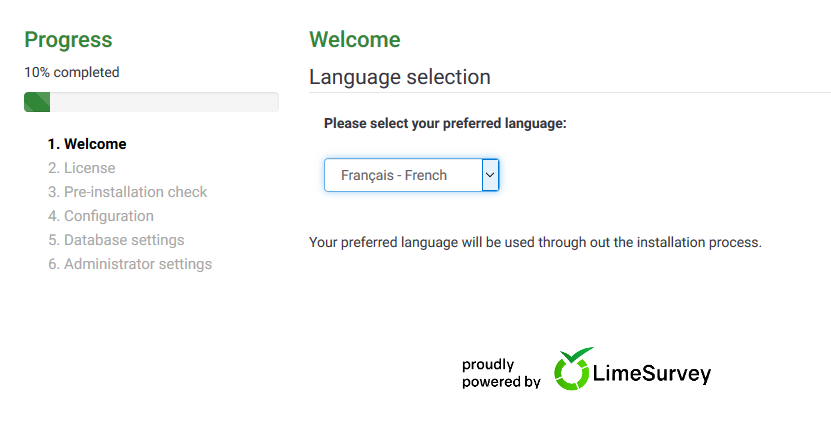 Progress
10% completed
1. Welcome
2. License
3. Pre-installation check
4. Configuration
5. Database settings
6. Administrator settings
Welcome
Language selection
Please select your preferred language:
Français - French
Your preferred language will be used through out the installation process.
proudly
powered by
LimeSurvey